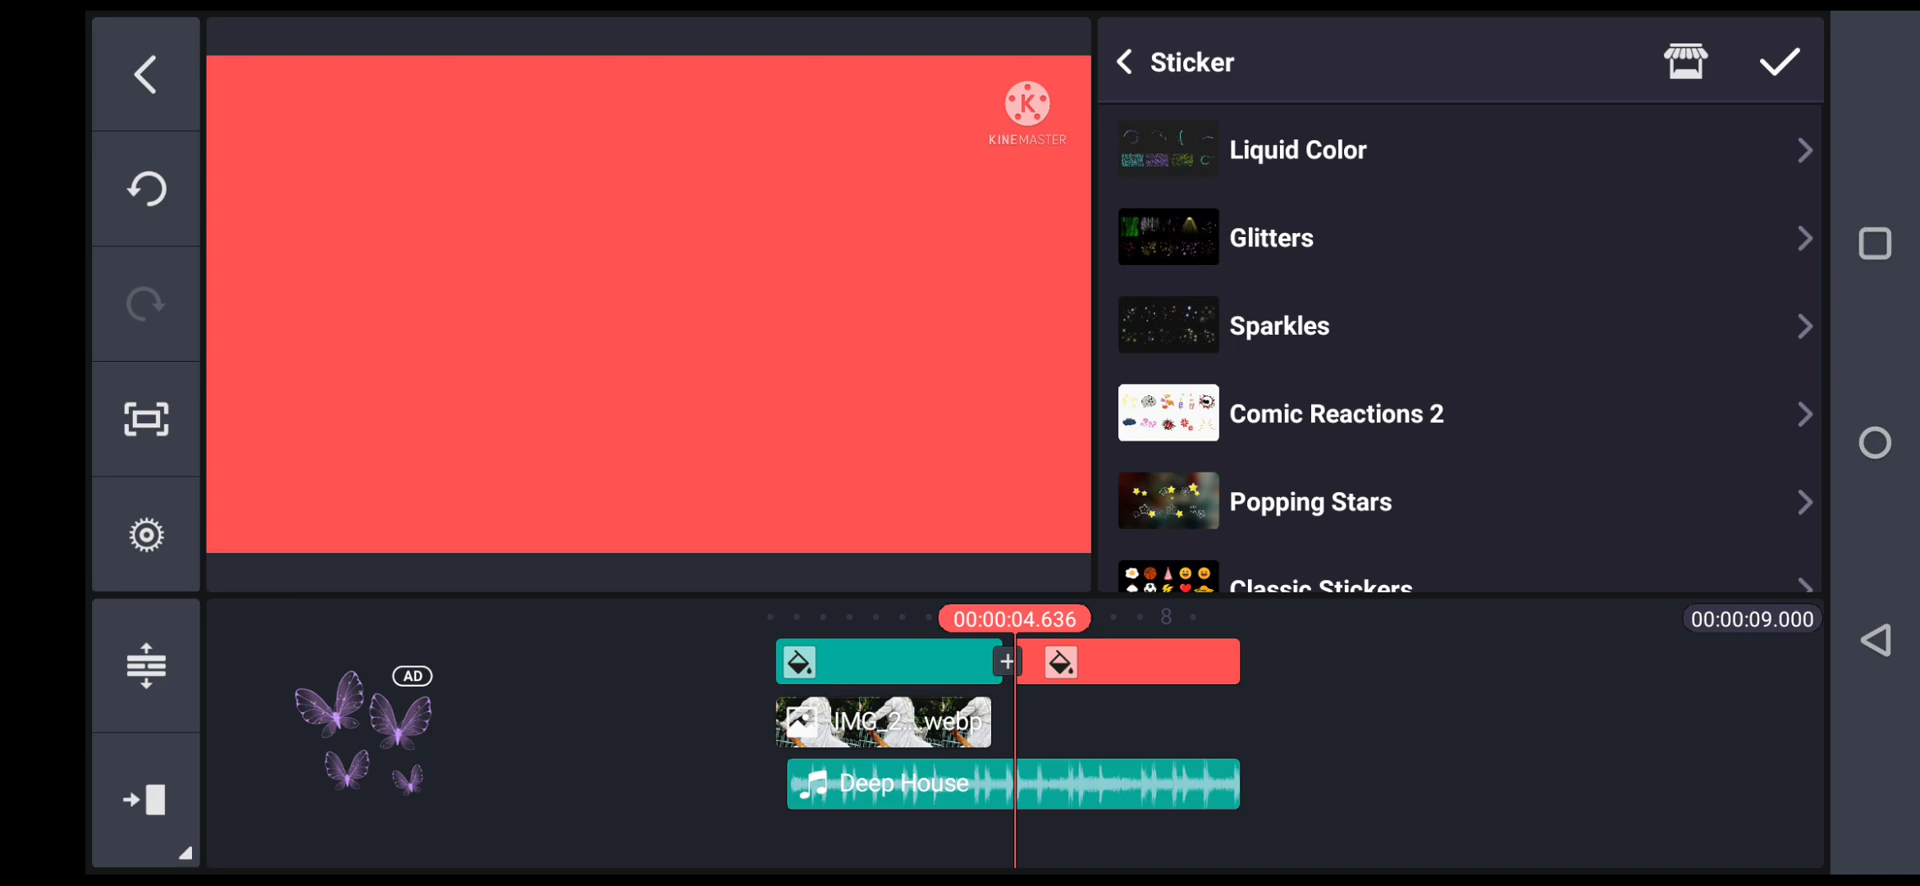 Sticker
K
KINEMASTER
Liquid Color
Glitters
Sparkles
Comic Reactions 2
Popping Stars
Classic Stickers
00:00:04.636
8
00:00:09.000
AD
IMG_2....webp
Deep House